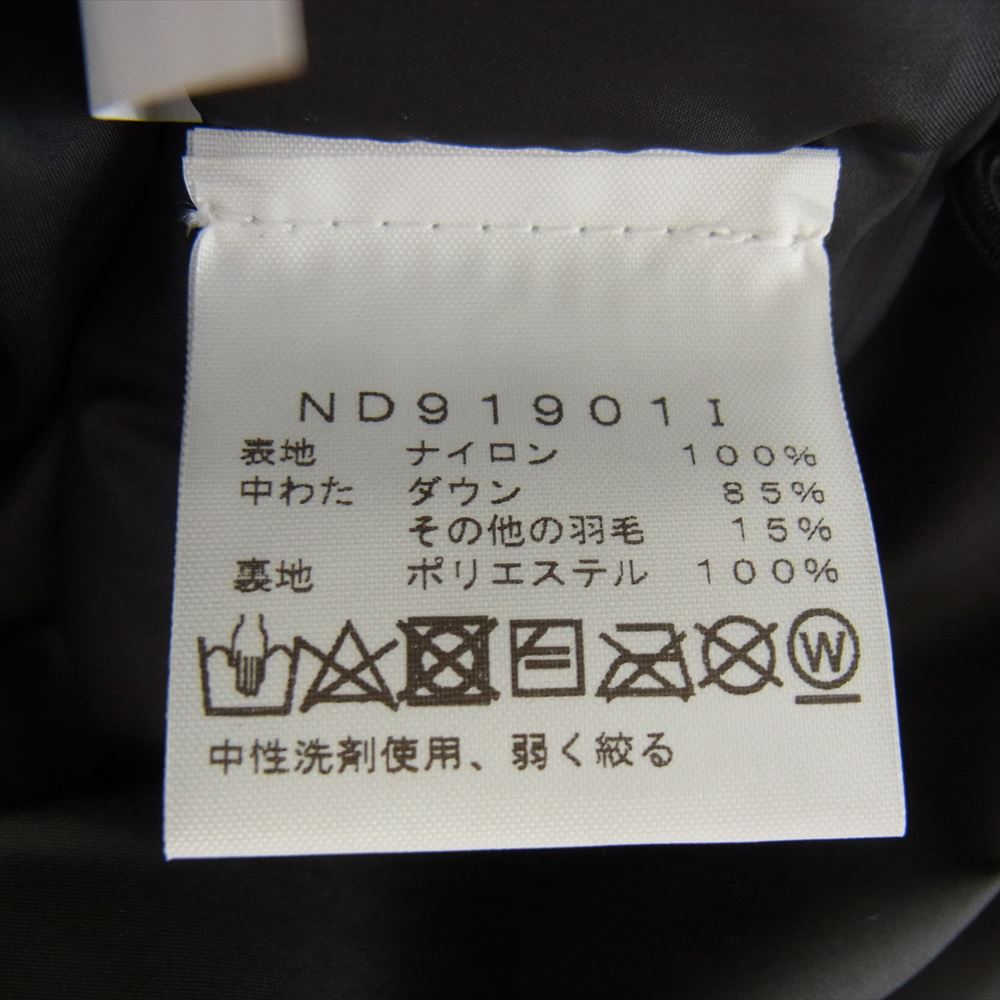 ND91901I
表地 ナイロン 100%
中わた ダウン 85%
その他の羽毛 15%
裏地 ポリエステル 100%
W
中性洗剤使用、弱く絞る